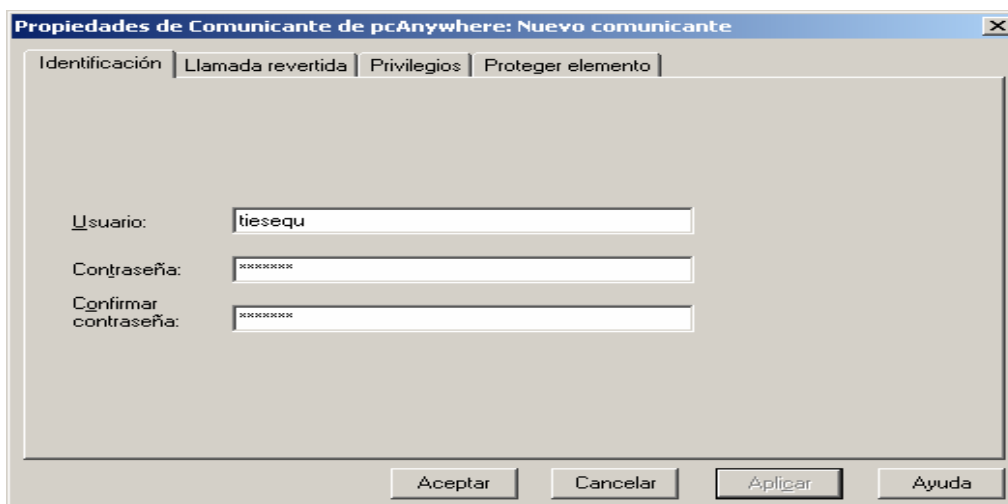 Propiedades de Comunicante de pcAnywhere: Nuevo comunicante
Identificación Llamada revertida Privilegios Proteger elemento
Usuario: tiesequ
Contraseña: *******
Confirmar
contraseña: *******
Aceptar Cancelar Aplicar Ayuda